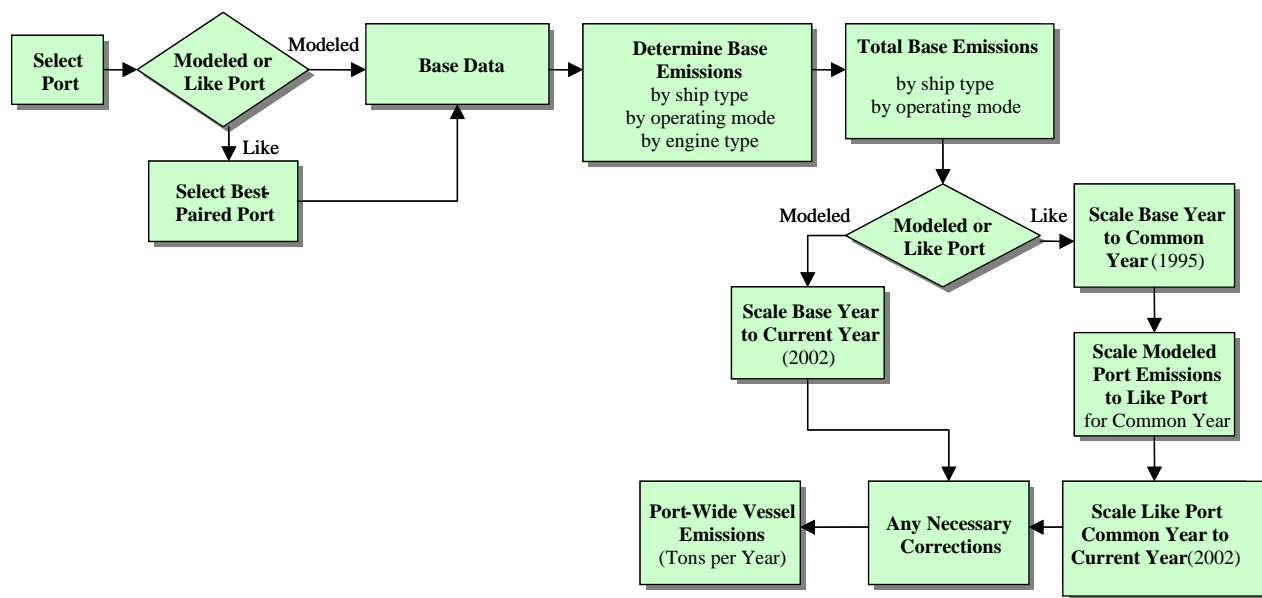 Select
Port
Modeled or
Like Port
Modeled
Like
Select Best-
Paired Port
Base Data
Determine Base
Emissions
by ship type
by operating mode
by engine type
Total Base Emissions
by ship type
by operating mode
Modeled or
Like Port
Modeled
Like
Scale Base Year
to Current Year
(2002)
Scale Base Year
to Common
Year (1995)
Scale Modeled
Port Emissions
to Like Port
for Common Year
Scale Like Port
Common Year to
Current Year(2002)
Any Necessary
Corrections
Port-Wide Vessel
Emissions
(Tons per Year)